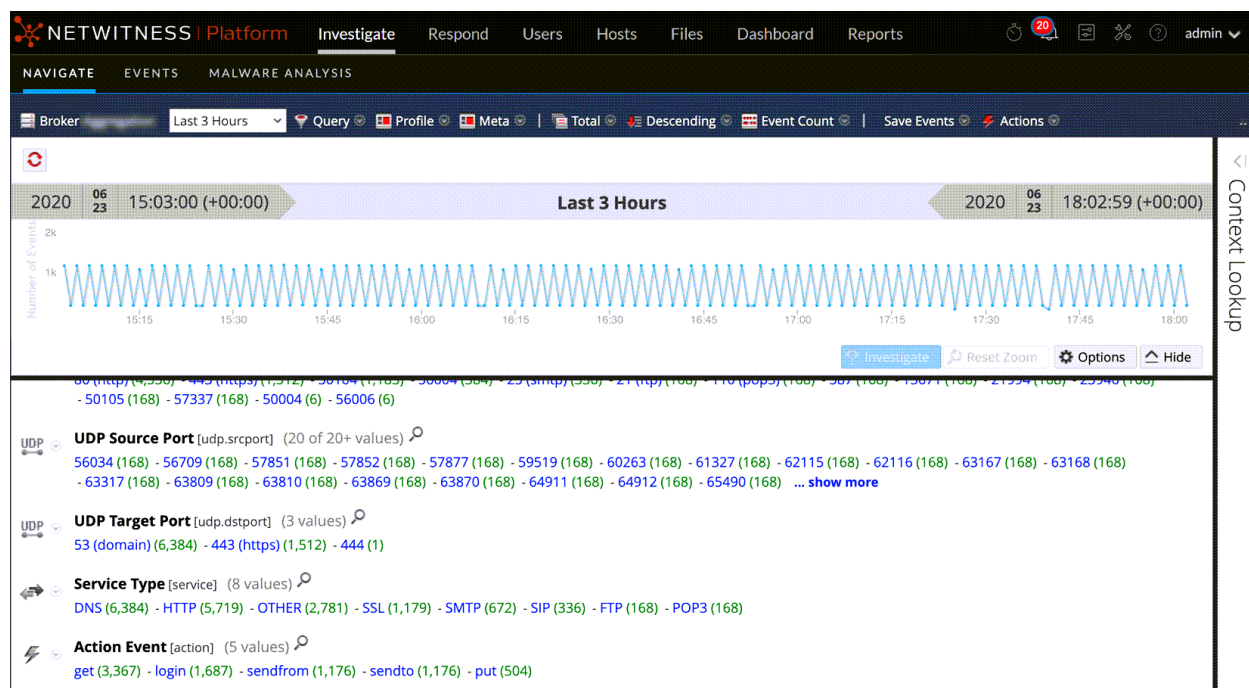 NETWITNESS | Platform Investigate Respond Users Hosts Files Dashboard Reports 20 admin
NAVIGATE EVENTS MALWARE ANALYSIS
Broker Last 3 Hours Query Profile Meta | Total Descending Event Count | Save Events Actions ..
2020 06 23 15:03:00 (+00:00) Last 3 Hours 2020 06 23 18:02:59 (+00:00)
Context Lookup
Number of Events
2k
1k
15:15 15:30 15:45 16:00 16:15 16:30 16:45 17:00 17:15 17:30 17:45 18:00
Investigate Reset Zoom Options Hide
- 50105 (168) - 57337 (168) - 50004 (6) - 56006 (6)
UDP UDP Source Port [udp.srcport] (20 of 20+ values)
56034 (168) - 56709 (168) - 57851 (168) - 57852 (168) - 57877 (168) - 59519 (168) - 60263 (168) - 61327 (168) - 62115 (168) - 62116 (168) - 63167 (168) - 63168 (168)
- 63317 (168) - 63809 (168) - 63810 (168) - 63869 (168) - 63870 (168) - 64911 (168) - 64912 (168) - 65490 (168) ... show more
UDP UDP Target Port [udp.dstport] (3 values)
53 (domain) (6,384) - 443 (https) (1,512) - 444 (1)
Service Type [service] (8 values)
DNS (6,384) - HTTP (5,719) - OTHER (2,781) - SSL (1,179) - SMTP (672) - SIP (336) - FTP (168) - POP3 (168)
Action Event [action] (5 values)
get (3,367) - login (1,687) - sendfrom (1,176) - sendto (1,176) - put (504)